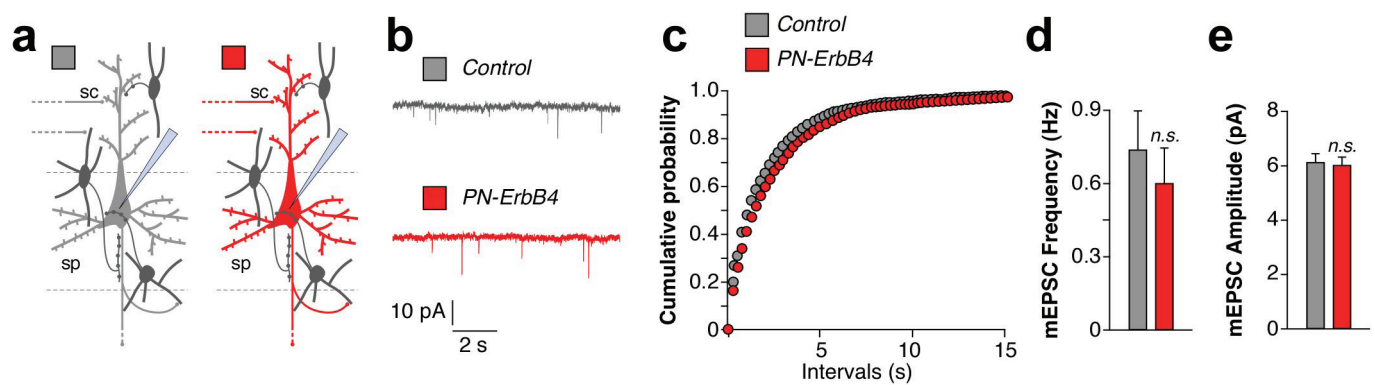 a
sc
sp
sc
sp
b
Control
PN-ErbB4
10 pA
2 s
c
Control
PN-ErbB4
Cumulative probability
1.0
0.8
0.6
0.4
0.2
0
5
10
15
Intervals (s)
d
mEPSC Frequency (Hz)
0.9
0.6
0.3
0
n.s.
e
mEPSC Amplitude (pA)
8
6
4
2
0
n.s.